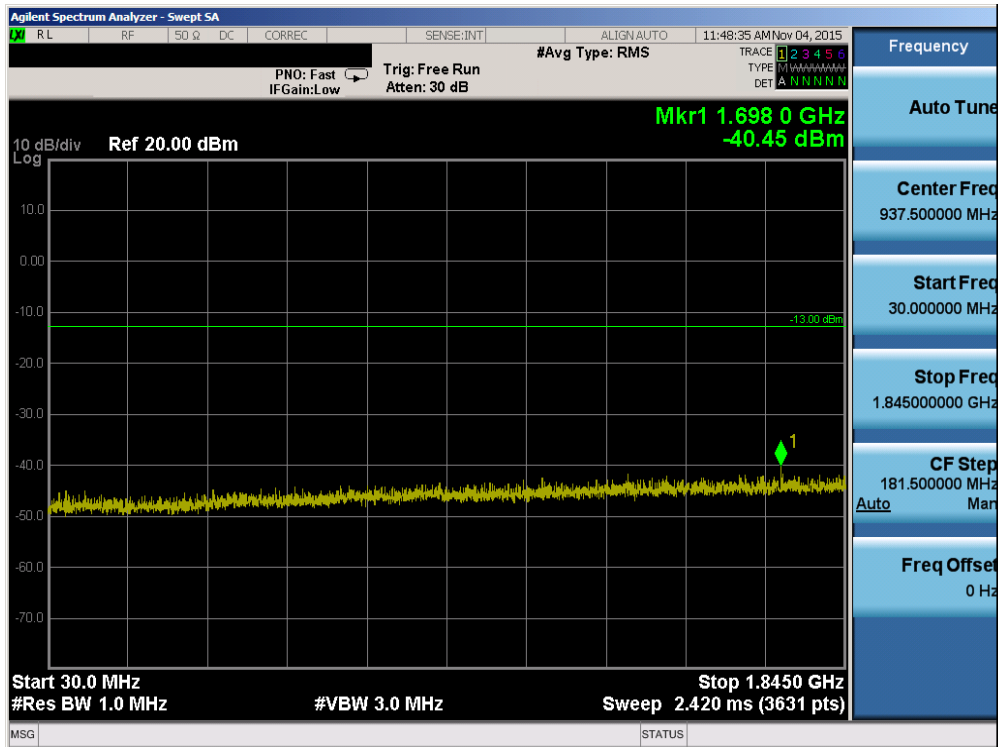 Agilent Spectrum Analyzer - Swept SA
LXI RL RF 50 Ω DC CORREC SENSE:INT ALIGN AUTO 11:48:35 AM Nov 04, 2015
PNO: Fast Trig: Free Run #Avg Type: RMS TRACE 1 2 3 4 5 6
IFGain:Low Atten: 30 dB TYPE M WWWWW
DET A N N N N N
Mkr1 1.698 0 GHz
-40.45 dBm
10 dB/div Ref 20.00 dBm
Log
10.0
0.00
-10.0
-13.00 dBm
-20.0
-30.0
1
-40.0
-50.0
-60.0
-70.0
Start 30.0 MHz Stop 1.8450 GHz
#Res BW 1.0 MHz #VBW 3.0 MHz Sweep 2.420 ms (3631 pts)
MSG STATUS
Frequency
Auto Tune
Center Freq
937.500000 MHz
Start Freq
30.000000 MHz
Stop Freq
1.845000000 GHz
CF Step
181.500000 MHz
Auto Man
Freq Offset
0 Hz